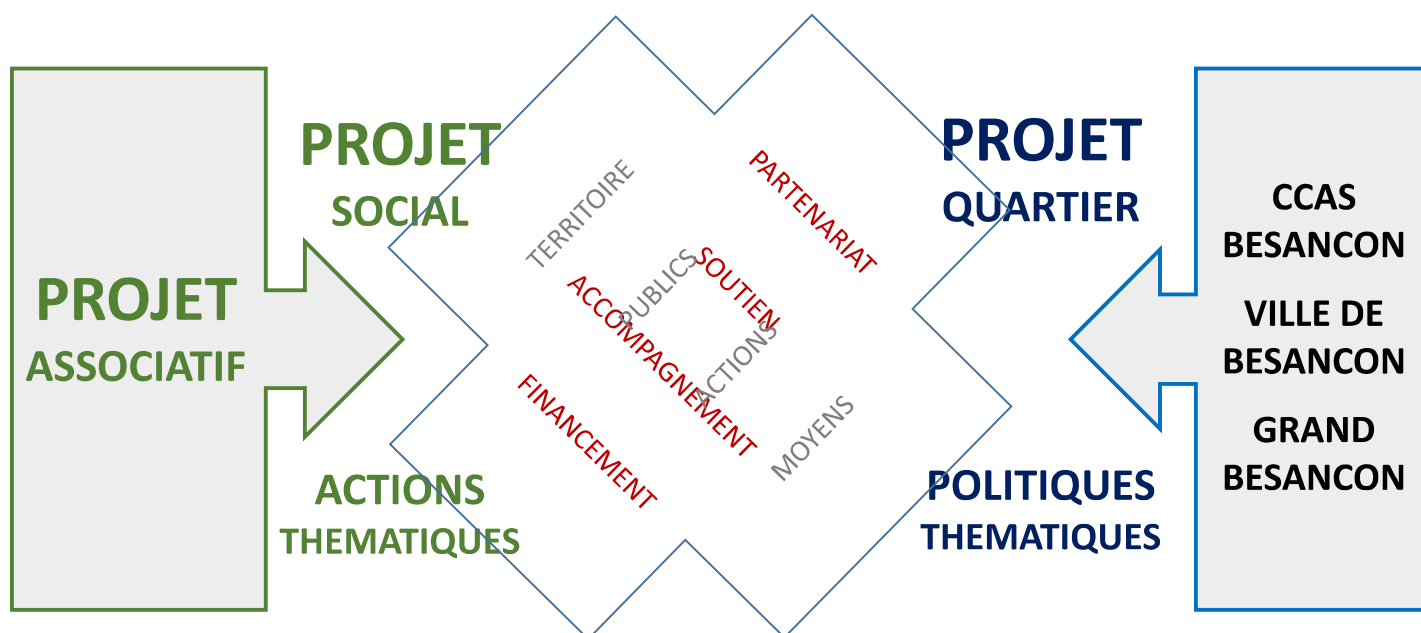 PROJET
ASSOCIATIF
PROJET
SOCIAL
ACTIONS
THEMATIQUES
TERRITOIRE
PUBLICS
ACTIONS
MOYENS
PARTENARIAT
SOUTIEN
ACCOMPAGNEMENT
FINANCEMENT
PROJET
QUARTIER
POLITIQUES
THEMATIQUES
CCAS
BESANCON
VILLE DE
BESANCON
GRAND
BESANCON